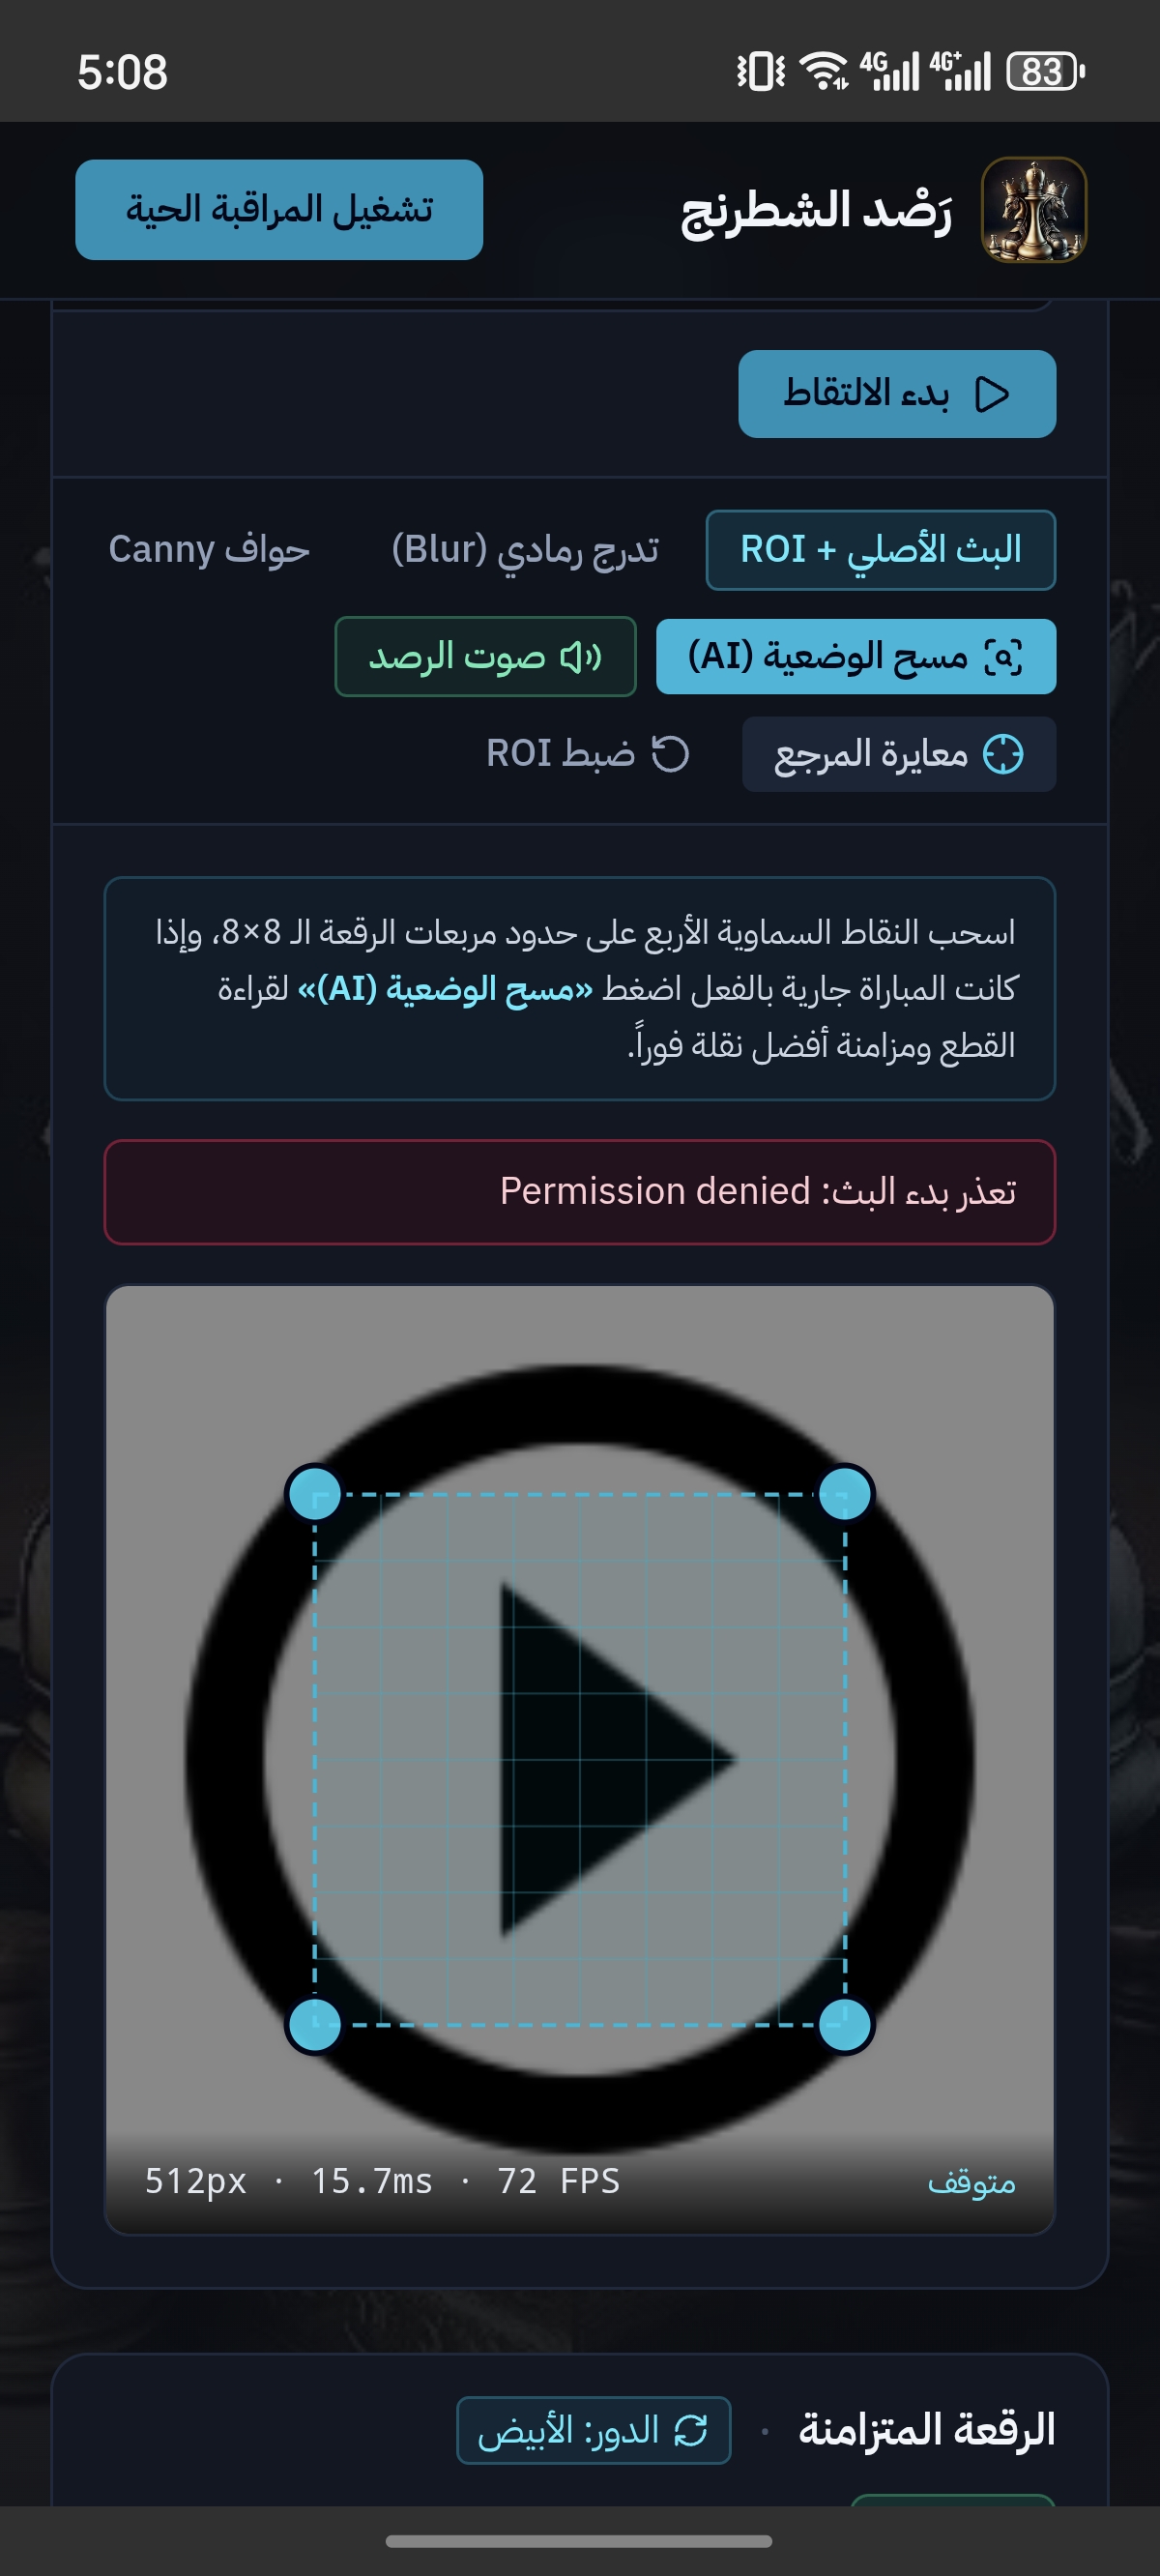 5:08
4G 4G+ 83
رَصْد الشطرنج
تشغيل المراقبة الحية
بدء الالتقاط
البث الأصلي + ROI
تدرج رمادي (Blur)
حواف Canny
مسح الوضعية (AI)
صوت الرصد
معايرة المرجع
ضبط ROI
اسحب النقاط السماوية الأربع على حدود مربعات الرقعة الـ 8×8، وإذا
كانت المباراة جارية بالفعل اضغط «مسح الوضعية (AI)» لقراءة
القطع ومزامنة أفضل نقلة فوراً.
تعذر بدء البث: Permission denied
512px · 15.7ms · 72 FPS
متوقف
الرقعة المتزامنة
·
الدور: الأبيض